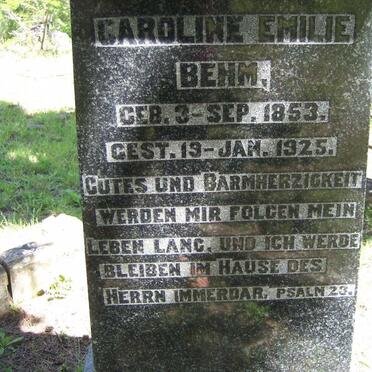 CAROLINE EMILIE
BEHM.
GEB. 3-SEP. 1853.
GEST. 19-JAN. 1925.
GUTES UND BARMHERZIGKEIT
WERDEN MIR FOLGEN MEIN
LEBEN LANG, UND ICH WERDE
BLEIBEN IM HAUSE DES
HERRN IMMERDAR. PSALN 23.